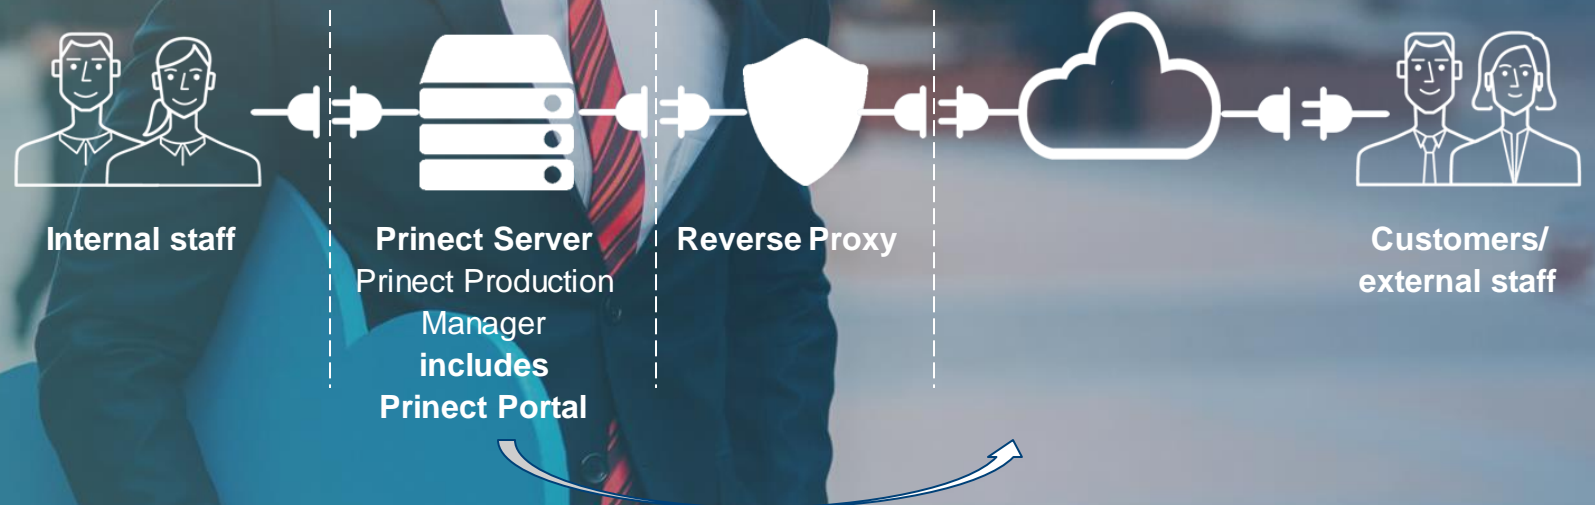 Internal staff
Prinect Server
Prinect Production
Manager
includes
Prinect Portal
Reverse Proxy
Customers/
external staff